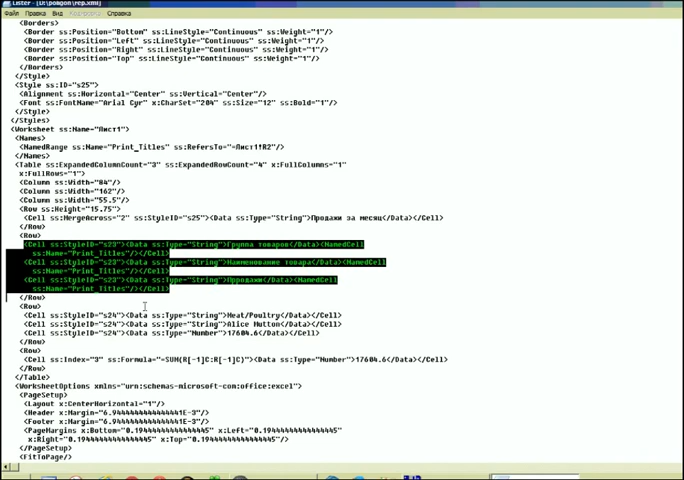 Lister - [D:\poligon\rep.xml]
Файл Правка Вид Кодировка Справка
<Borders>
<Border ss:Position="Bottom" ss:LineStyle="Continuous" ss:Weight="1"/>
<Border ss:Position="Left" ss:LineStyle="Continuous" ss:Weight="1"/>
<Border ss:Position="Right" ss:LineStyle="Continuous" ss:Weight="1"/>
<Border ss:Position="Top" ss:LineStyle="Continuous" ss:Weight="1"/>
</Borders>
</Style>
<Style ss:ID="s25">
<Alignment ss:Horizontal="Center" ss:Vertical="Center"/>
<Font ss:FontName="Arial Cyr" x:CharSet="204" ss:Size="12" ss:Bold="1"/>
</Style>
</Styles>
<Worksheet ss:Name="Лист1">
<Names>
<NamedRange ss:Name="Print_Titles" ss:RefersTo="=Лист1!R2"/>
</Names>
<Table ss:ExpandedColumnCount="3" ss:ExpandedRowCount="4" x:FullColumns="1"
x:FullRows="1">
<Column ss:Width="84"/>
<Column ss:Width="162"/>
<Column ss:Width="55.5"/>
<Row ss:Height="15.75">
<Cell ss:MergeAcross="2" ss:StyleID="s25"><Data ss:Type="String">Продажи за месяц</Data></Cell>
</Row>
<Row>
<Cell ss:StyleID="s23"><Data ss:Type="String">Группа товаров</Data><NamedCell
ss:Name="Print_Titles"/></Cell>
<Cell ss:StyleID="s23"><Data ss:Type="String">Наименование товара</Data><NamedCell
ss:Name="Print_Titles"/></Cell>
<Cell ss:StyleID="s23"><Data ss:Type="String">Прродажи</Data><NamedCell
ss:Name="Print_Titles"/></Cell>
</Row>
<Row>
<Cell ss:StyleID="s24"><Data ss:Type="String">Meat/Poultry</Data></Cell>
<Cell ss:StyleID="s24"><Data ss:Type="String">Alice Mutton</Data></Cell>
<Cell ss:StyleID="s24"><Data ss:Type="Number">17604.6</Data></Cell>
</Row>
<Row>
<Cell ss:Index="3" ss:Formula="=SUM(R[-1]C:R[-1]C)"><Data ss:Type="Number">17604.6</Data></Cell>
</Row>
</Table>
<WorksheetOptions xmlns="urn:schemas-microsoft-com:office:excel">
<PageSetup>
<Layout x:CenterHorizontal="1"/>
<Header x:Margin="6.9444444444444441E-3"/>
<Footer x:Margin="6.9444444444444441E-3"/>
<PageMargins x:Bottom="0.19444444444444445" x:Left="0.19444444444444445"
x:Right="0.19444444444444445" x:Top="0.19444444444444445"/>
</PageSetup>
<FitToPage/>